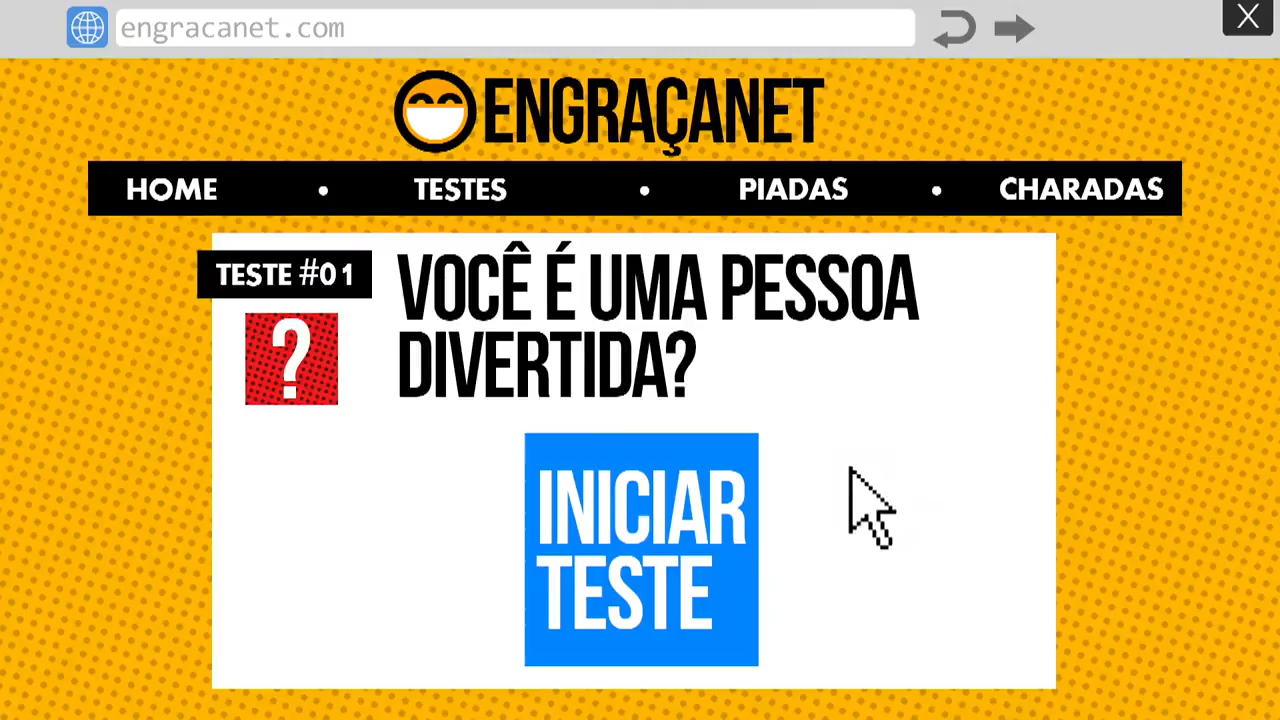 engracanet.com
X
ENGRAÇANET
HOME • TESTES • PIADAS • CHARADAS
TESTE #01
?
VOCÊ É UMA PESSOA
DIVERTIDA?
INICIAR
TESTE